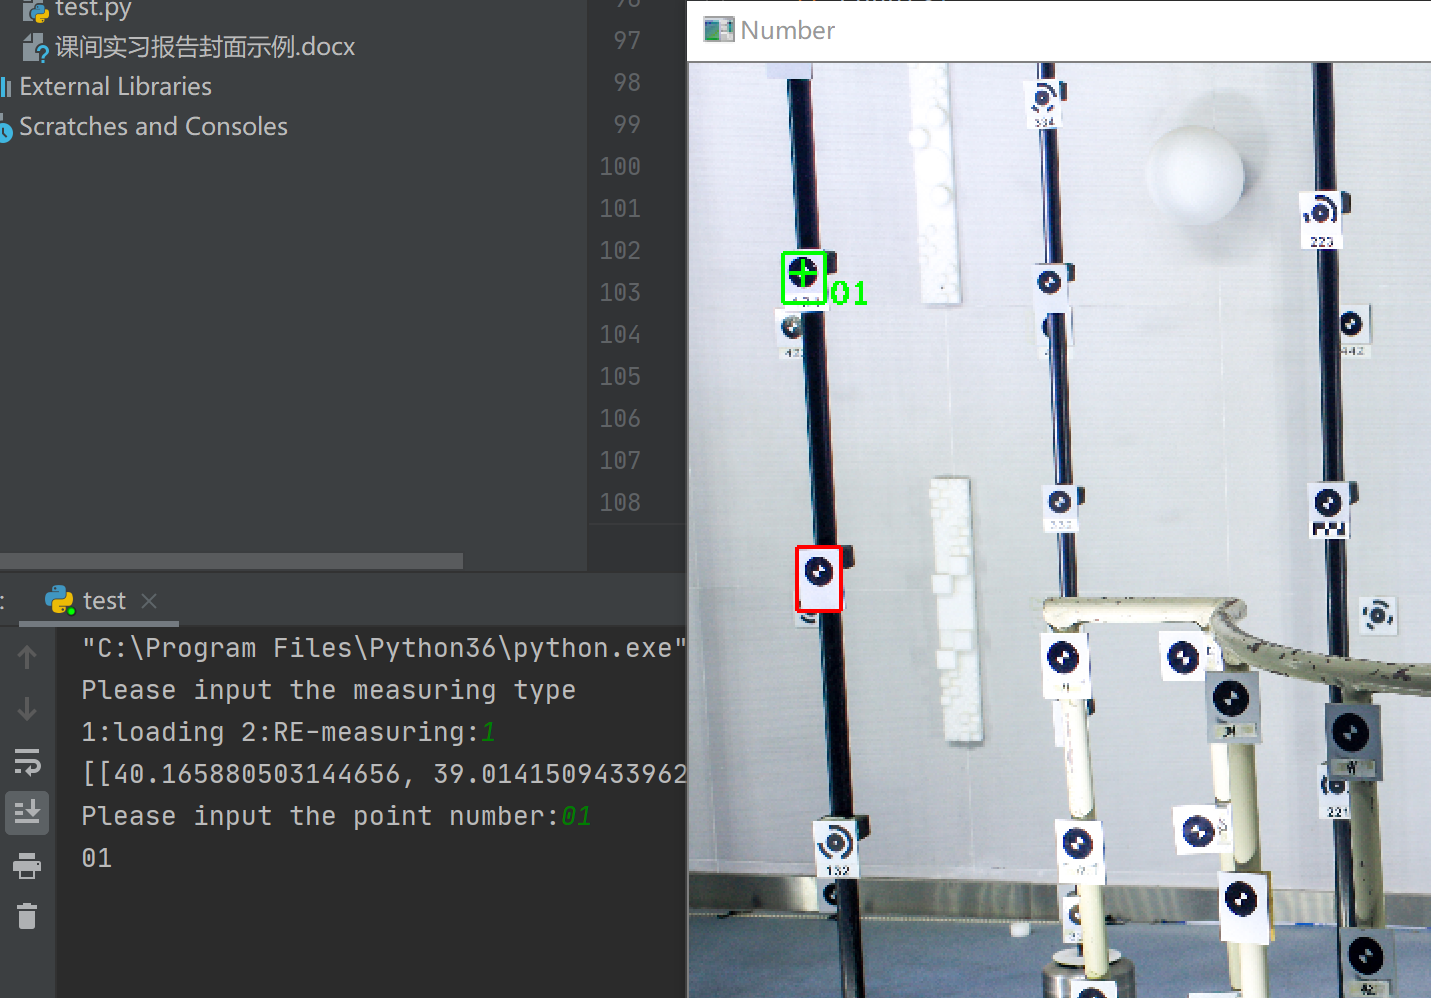 test.py
课间实习报告封面示例.docx
External Libraries
Scratches and Consoles
97
98
99
100
101
102
103
104
105
106
107
108
Number
334
223
01
442
332
132
221
test
"C:\Program Files\Python36\python.exe"
Please input the measuring type
1:loading 2:RE-measuring:1
[[40.165880503144656, 39.0141509433962
Please input the point number:01
01